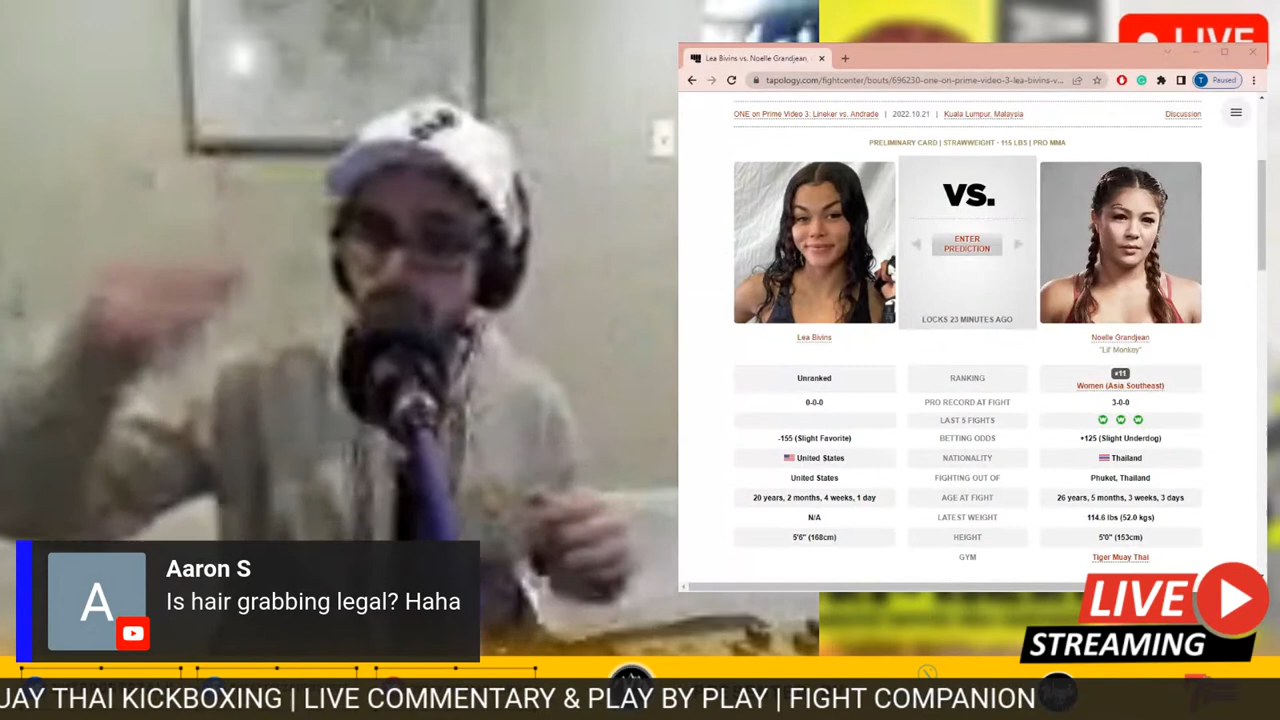 LIVE
Lea Bivins vs. Noelle Grandjean,
tapology.com/fightcenter/bouts/696230-one-on-prime-video-3-lea-bivins-v...
Paused
ONE on Prime Video 3: Lineker vs. Andrade | 2022.10.21 | Kuala Lumpur, Malaysia
Discussion
PRELIMINARY CARD | STRAWWEIGHT · 115 LBS | PRO MMA
VS.
ENTER
PREDICTION
LOCKS 23 MINUTES AGO
Lea Bivins
Noelle Grandjean
"Lil' Monkey"
Unranked RANKING #11
Women (Asia Southeast)
0-0-0 PRO RECORD AT FIGHT 3-0-0
LAST 5 FIGHTS W W W
-155 (Slight Favorite) BETTING ODDS +125 (Slight Underdog)
United States NATIONALITY Thailand
United States FIGHTING OUT OF Phuket, Thailand
20 years, 2 months, 4 weeks, 1 day AGE AT FIGHT 26 years, 5 months, 3 weeks, 3 days
N/A LATEST WEIGHT 114.6 lbs (52.0 kgs)
5'6" (168cm) HEIGHT 5'0" (153cm)
GYM Tiger Muay Thai
A
Aaron S
Is hair grabbing legal? Haha
LIVE
STREAMING
UAY THAI KICKBOXING | LIVE COMMENTARY & PLAY BY PLAY | FIGHT COMPANION